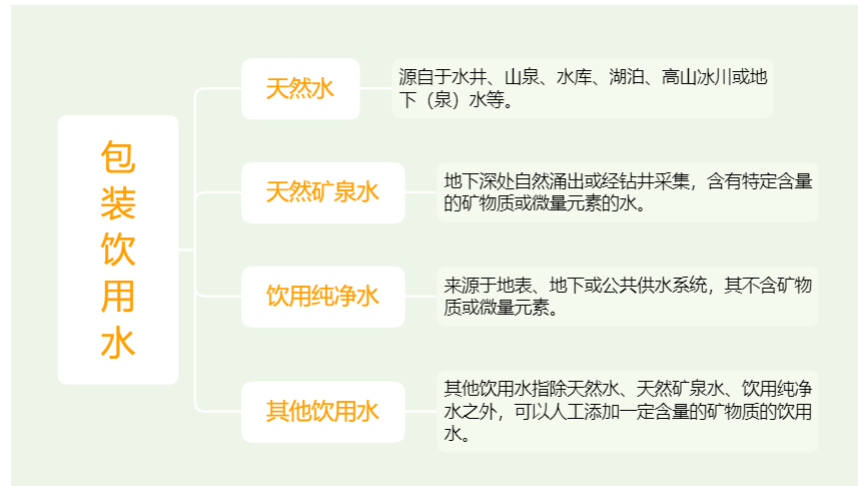 包装饮用水
天然水
源自于水井、山泉、水库、湖泊、高山冰川或地
下（泉）水等。
天然矿泉水
地下深处自然涌出或经钻井采集，含有特定含量
的矿物质或微量元素的水。
饮用纯净水
来源于地表、地下或公共供水系统，其不含矿物
质或微量元素。
其他饮用水
其他饮用水指除天然水、天然矿泉水、饮用纯净
水之外，可以人工添加一定含量的矿物质的饮用
水。